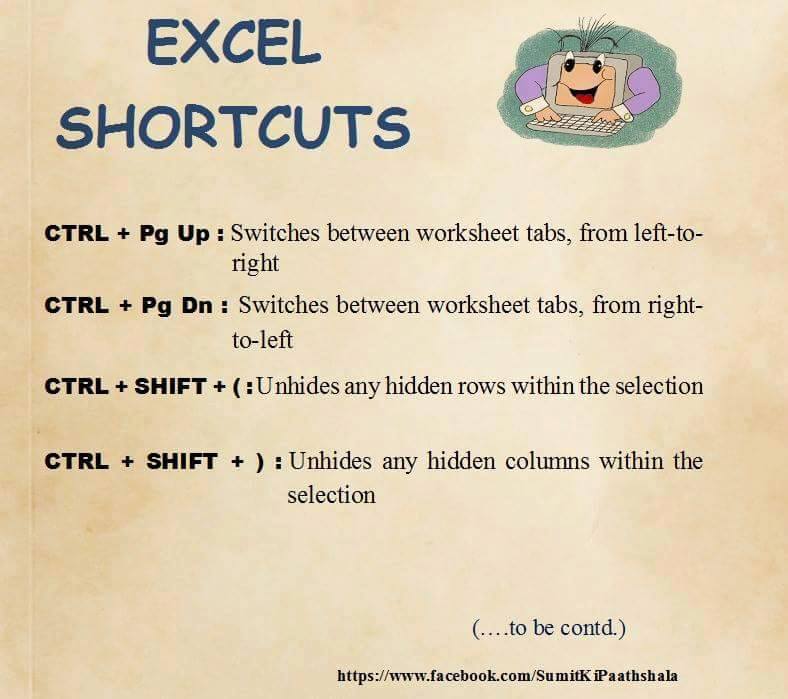 EXCEL
SHORTCUTS
CTRL + Pg Up : Switches between worksheet tabs, from left-to-
right
CTRL + Pg Dn : Switches between worksheet tabs, from right-
to-left
CTRL + SHIFT + ( : Unhides any hidden rows within the selection
CTRL + SHIFT + ) : Unhides any hidden columns within the
selection
(....to be contd.)
https://www.facebook.com/SumitKiPaathshala